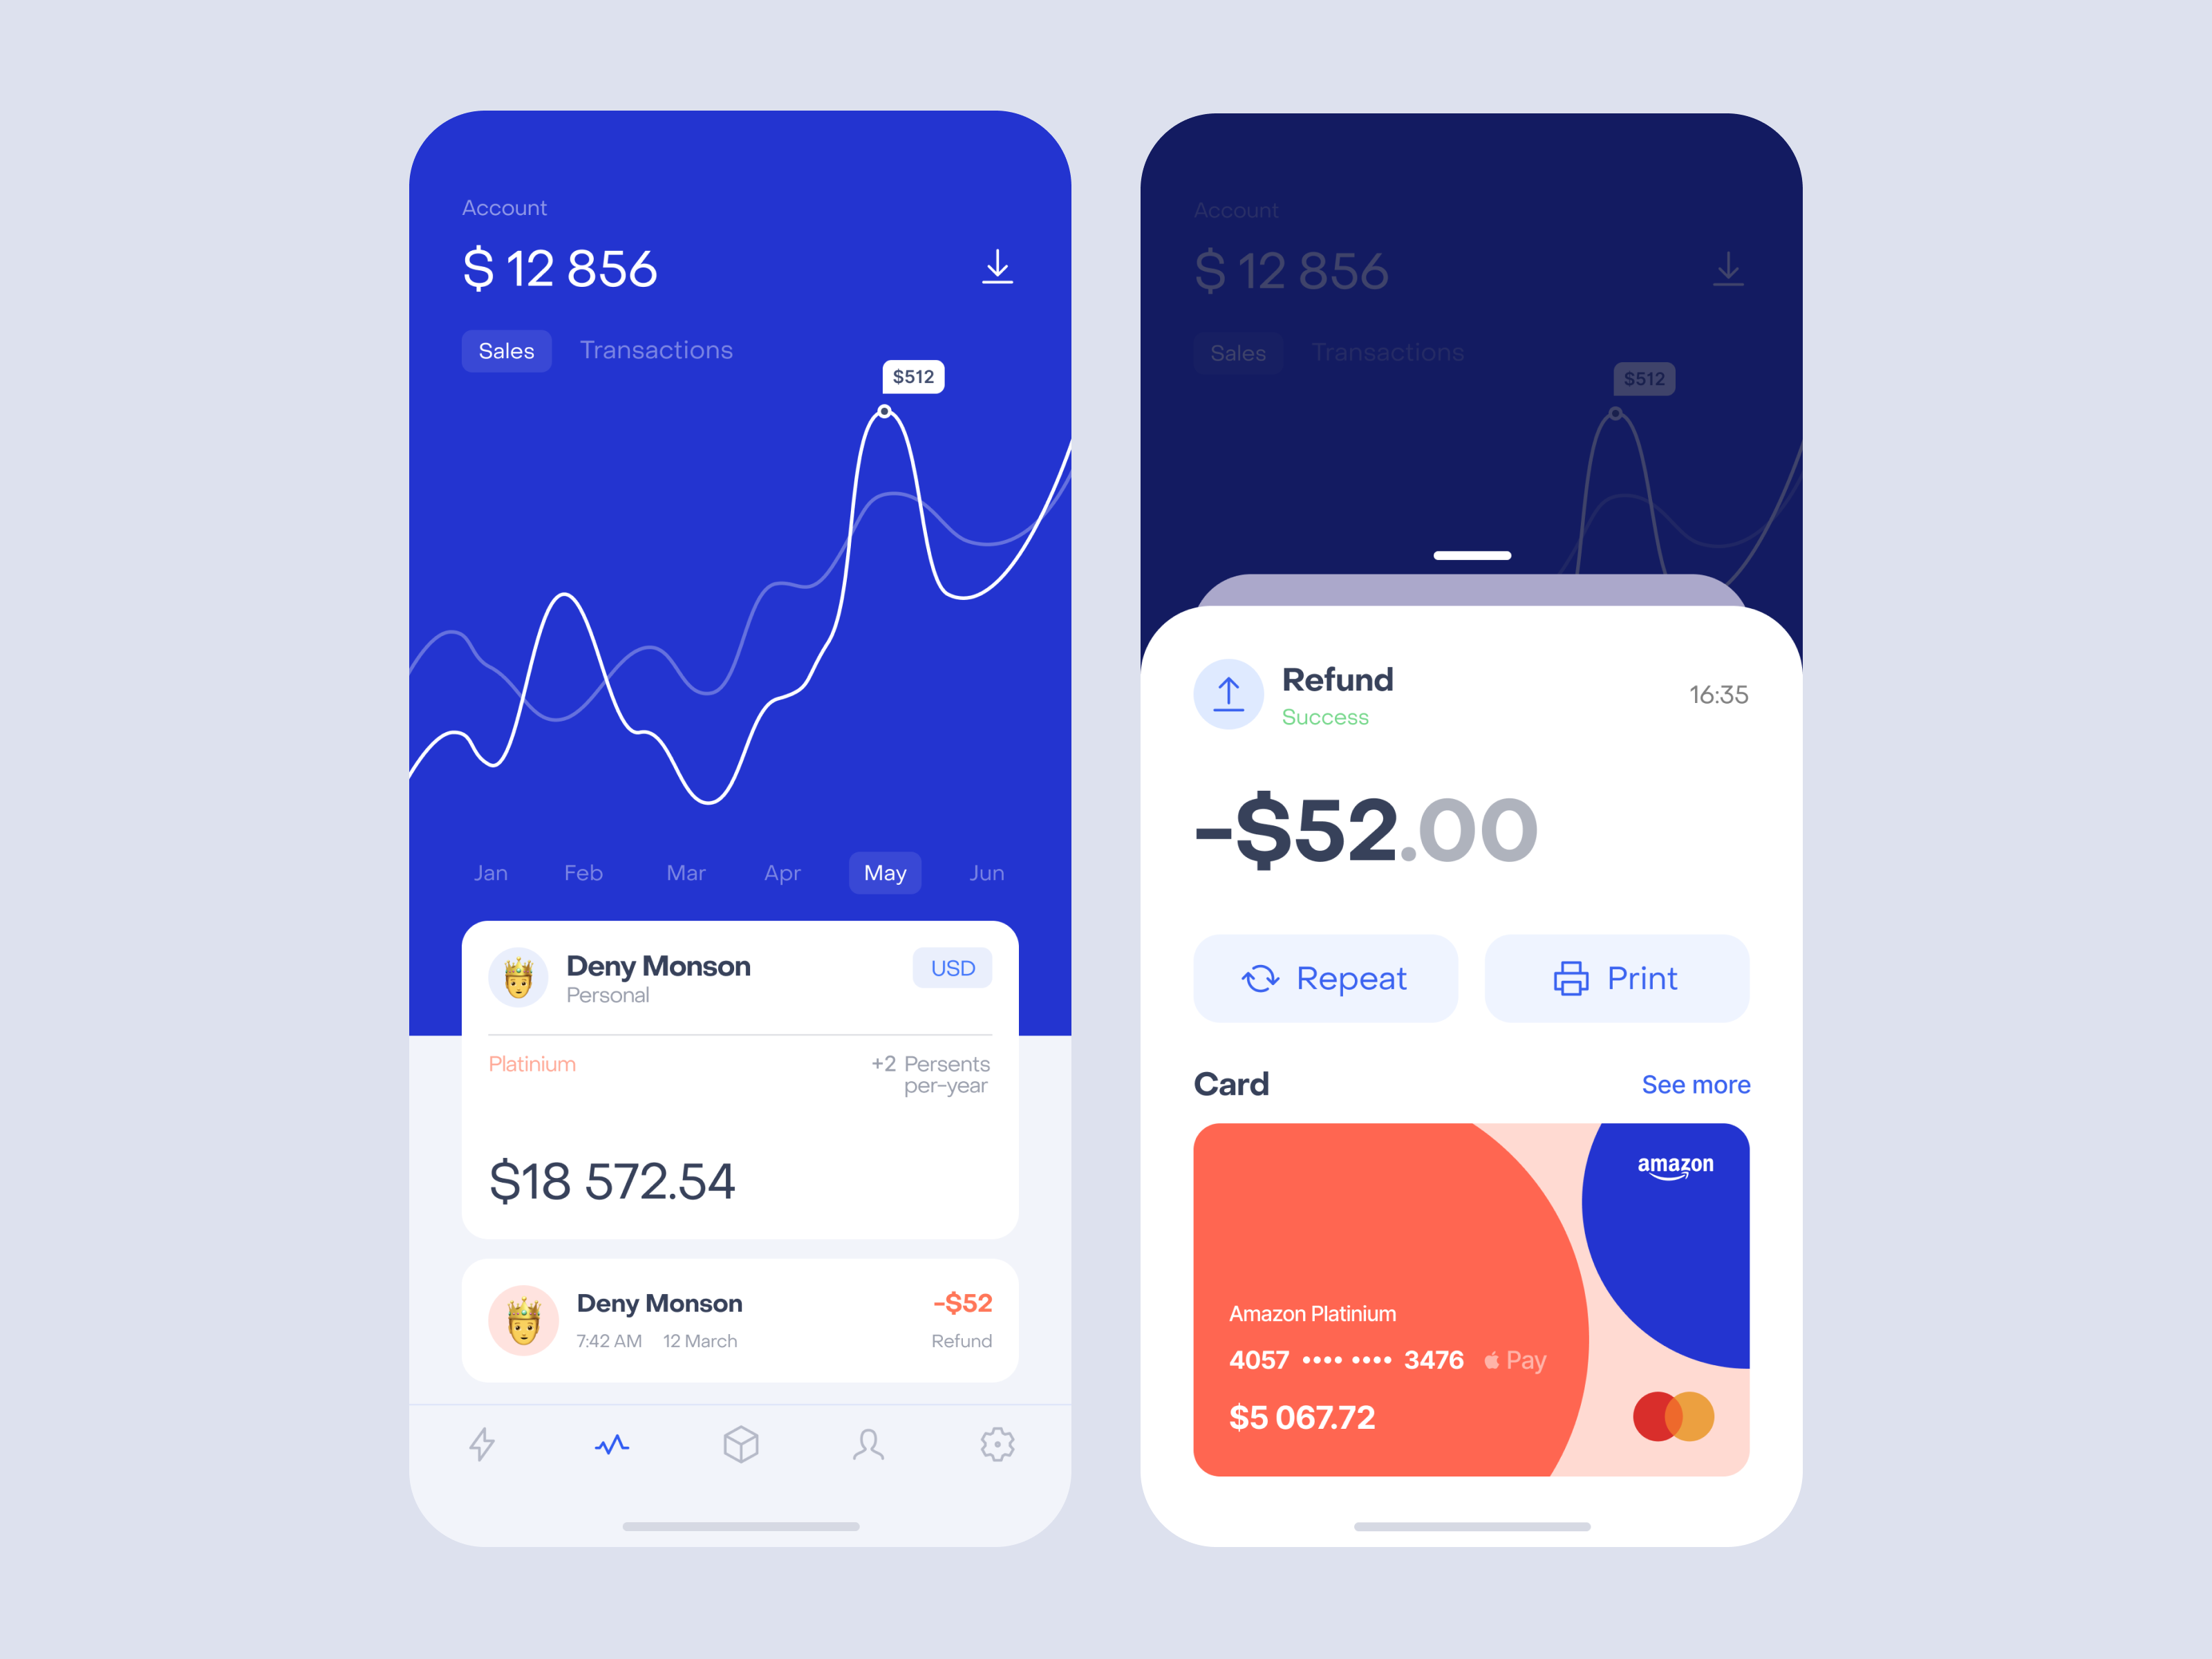 Account
$ 12 856
Sales Transactions
$512
Jan Feb Mar Apr May Jun
Deny Monson USD
Personal
Platinium +2 Persents
per-year
$18 572.54
Deny Monson -$52
7:42 AM 12 March Refund
Account
$ 12 856
Sales Transactions
$512
Refund 16:35
Success
-$52.00
Repeat Print
Card See more
amazon
Amazon Platinium
4057 •••• •••• 3476 Pay
$5 067.72